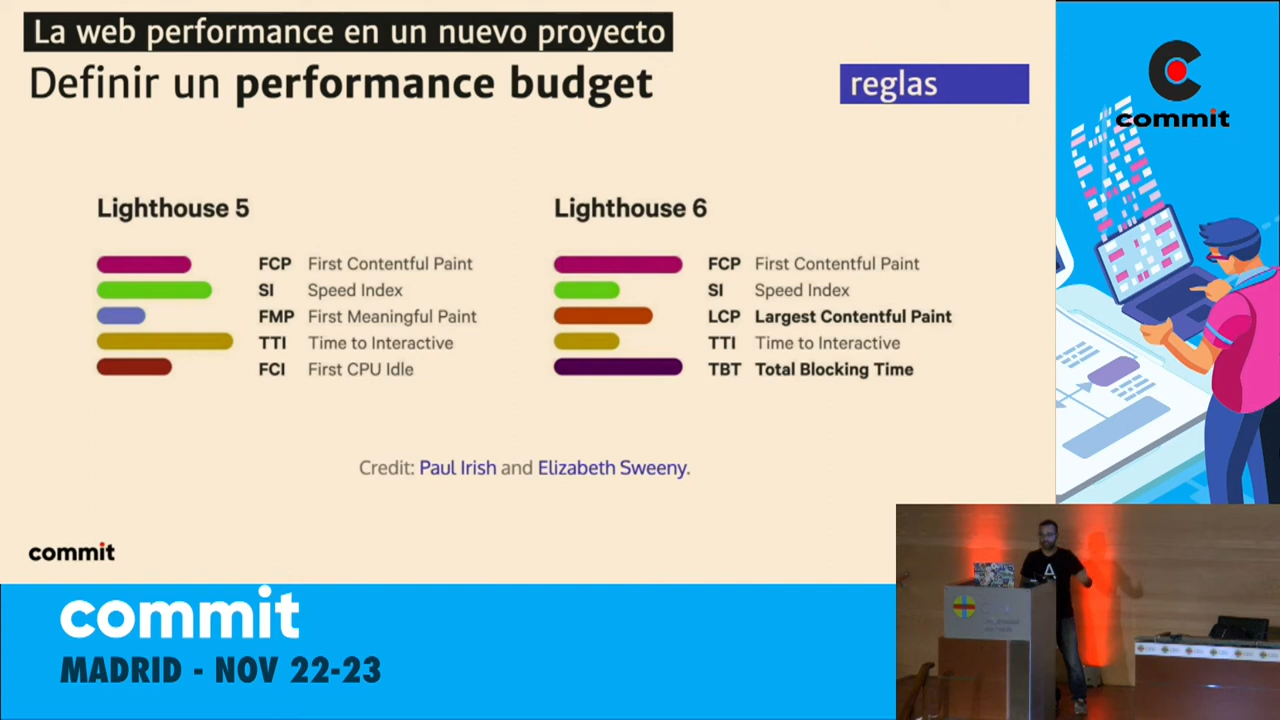 La web performance en un nuevo proyecto
Definir un performance budget
reglas
commit
Lighthouse 5
FCP First Contentful Paint
SI Speed Index
FMP First Meaningful Paint
TTI Time to Interactive
FCI First CPU Idle
Lighthouse 6
FCP First Contentful Paint
SI Speed Index
LCP Largest Contentful Paint
TTI Time to Interactive
TBT Total Blocking Time
Credit: Paul Irish and Elizabeth Sweeny.
commit
commit
MADRID - NOV 22-23